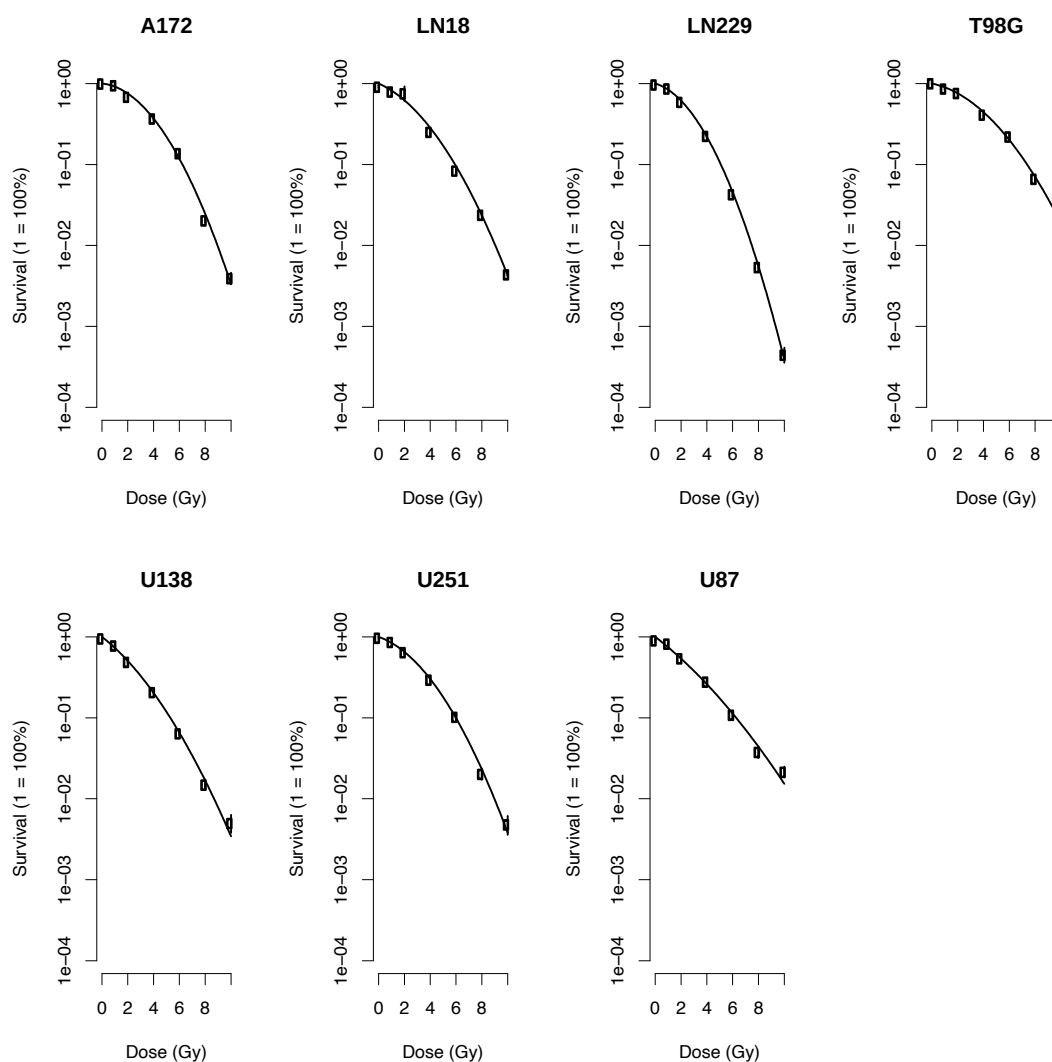 A172
LN18
LN229
T98G
Survival (1 = 100%)
1e+00
1e−01
1e−02
1e−03
1e−04
0 2 4 6 8
Dose (Gy)
Survival (1 = 100%)
1e+00
1e−01
1e−02
1e−03
1e−04
0 2 4 6 8
Dose (Gy)
Survival (1 = 100%)
1e+00
1e−01
1e−02
1e−03
1e−04
0 2 4 6 8
Dose (Gy)
Survival (1 = 100%)
1e+00
1e−01
1e−02
1e−03
1e−04
0 2 4 6 8
Dose (Gy)
U138
U251
U87
Survival (1 = 100%)
1e+00
1e−01
1e−02
1e−03
1e−04
0 2 4 6 8
Dose (Gy)
Survival (1 = 100%)
1e+00
1e−01
1e−02
1e−03
1e−04
0 2 4 6 8
Dose (Gy)
Survival (1 = 100%)
1e+00
1e−01
1e−02
1e−03
1e−04
0 2 4 6 8
Dose (Gy)